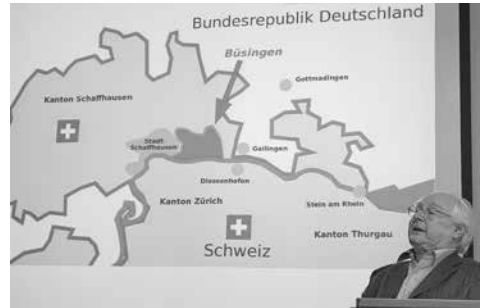 Bundesrepublik Deutschland
Büsingen
Gottmadingen
Kanton Schaffhausen
Stadt
Schaffhausen
Gailingen
Diessenhofen
Kanton Zürich
Stein am Rhein
Kanton Thurgau
Schweiz